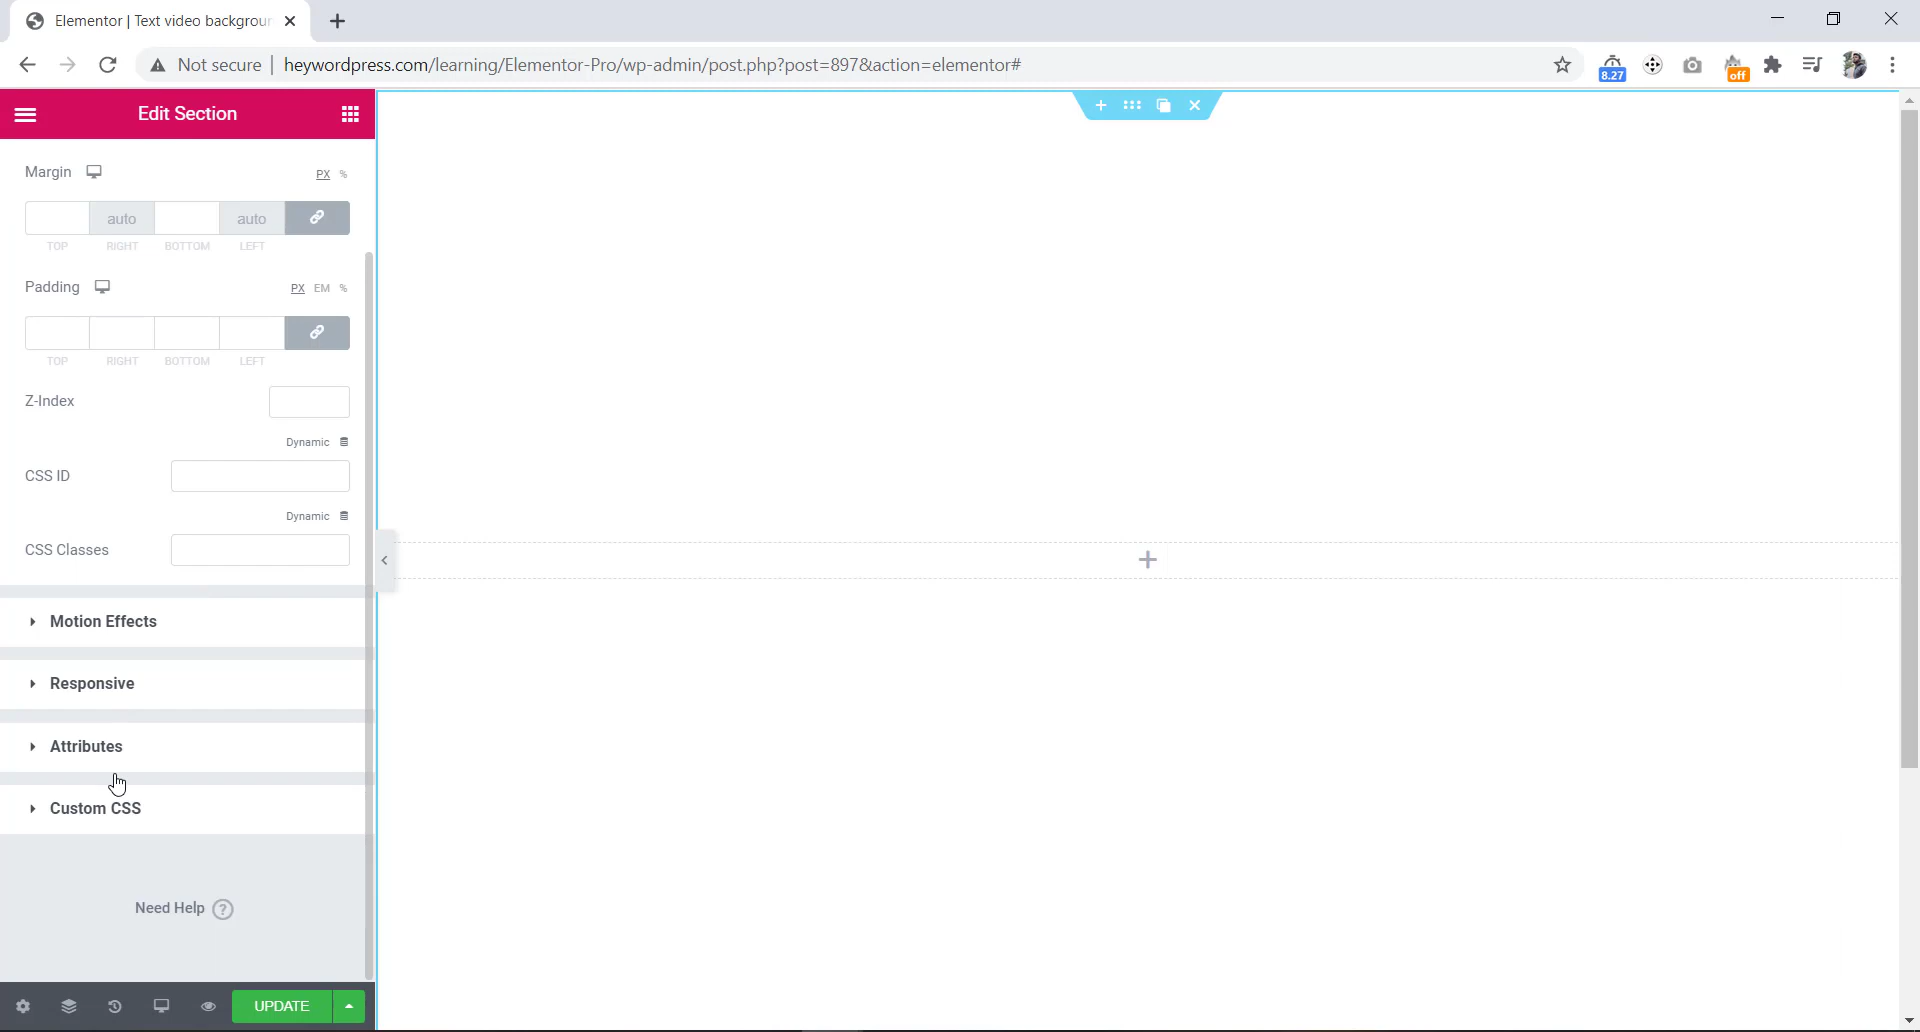 Elementor | Text video backgroun
Not secure | heywordpress.com/learning/Elementor-Pro/wp-admin/post.php?post=897&action=elementor#
8.27
off
Edit Section
Margin
PX %
auto auto
TOP RIGHT BOTTOM LEFT
Padding
PX EM %
TOP RIGHT BOTTOM LEFT
Z-Index
Dynamic
CSS ID
Dynamic
CSS Classes
Motion Effects
Responsive
Attributes
Custom CSS
Need Help ?
UPDATE